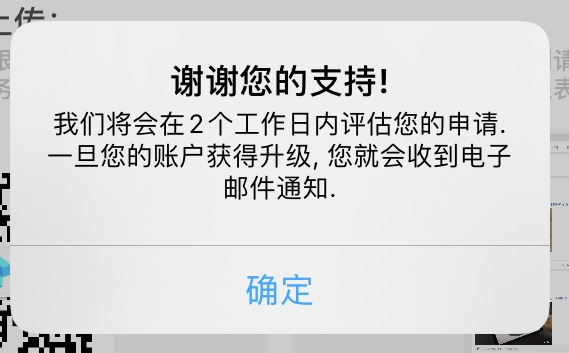 上传:
谢谢您的支持!
我们将会在2个工作日内评估您的申请.
一旦您的账户获得升级, 您就会收到电子
邮件通知.
确定